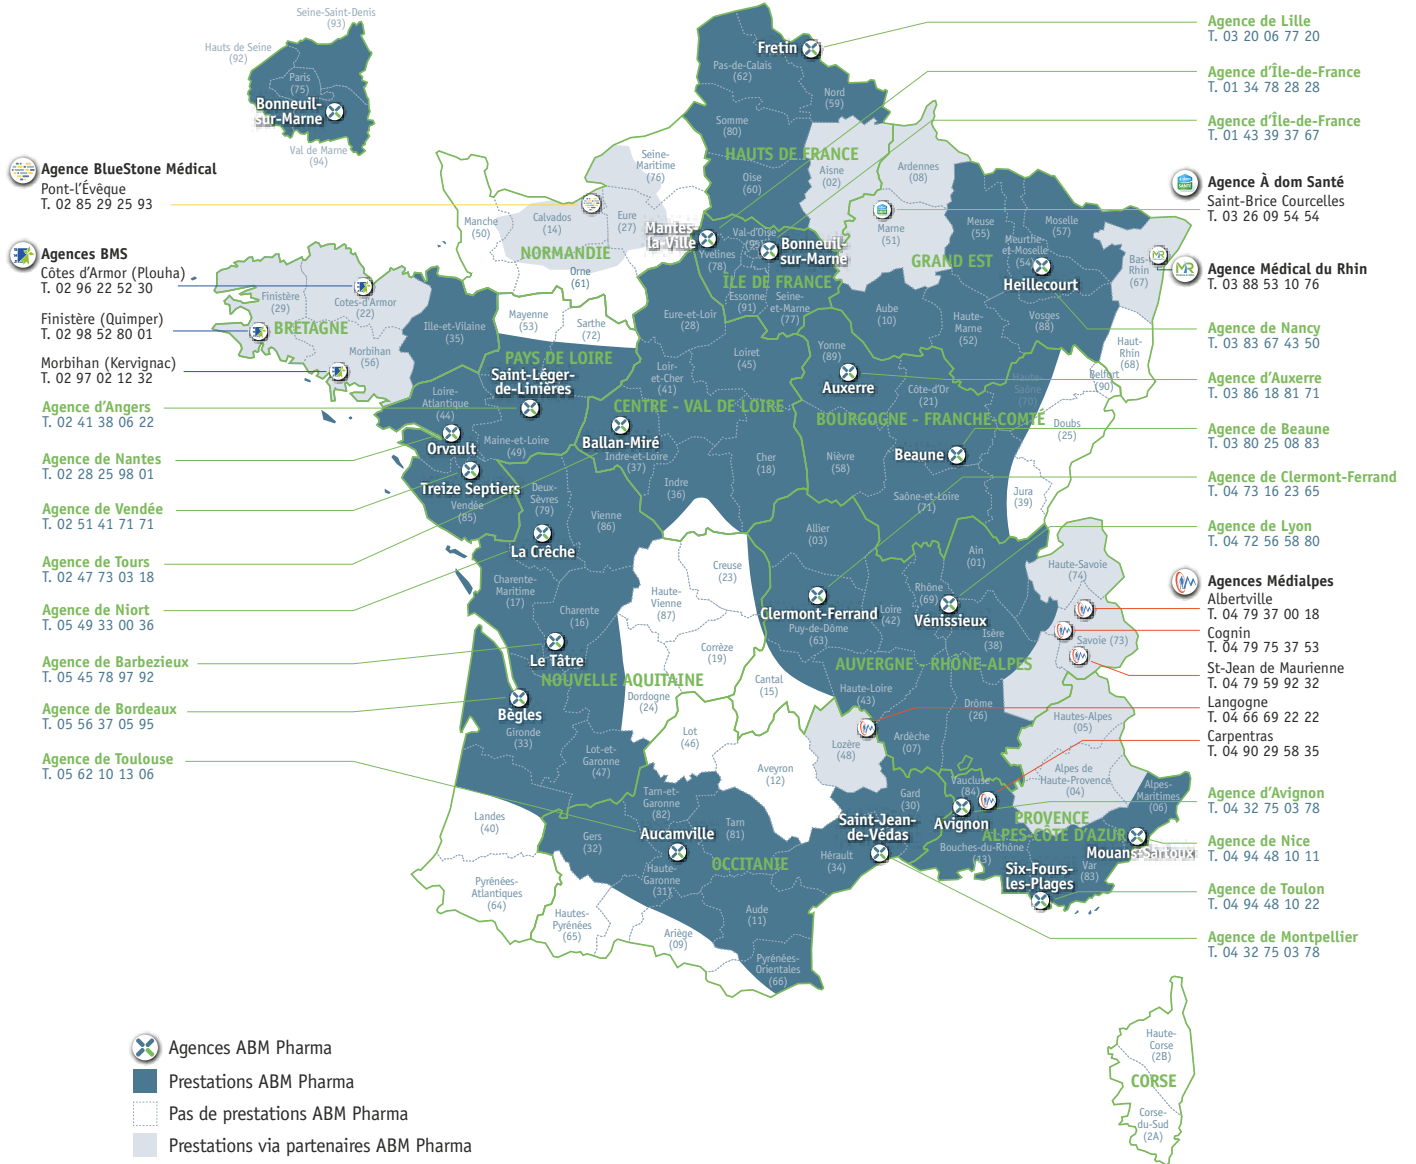 Seine-Saint-Denis
(93)
Hauts de Seine
(92)
Paris
(75)
Bonneuil-
sur-Marne
Val de Marne
(94)
Agence BlueStone Médical
Pont-l'Évêque
T. 02 85 29 25 93
Agences BMS
Côtes d'Armor (Plouha)
T. 02 96 22 52 30
Finistère (Quimper)
T. 02 98 52 80 01
Morbihan (Kervignac)
T. 02 97 02 12 32
Agence d'Angers
T. 02 41 38 06 22
Agence de Nantes
T. 02 28 25 98 01
Agence de Vendée
T. 02 51 41 71 71
Agence de Tours
T. 02 47 73 03 18
Agence de Niort
T. 05 49 33 00 36
Agence de Barbezieux
T. 05 45 78 97 92
Agence de Bordeaux
T. 05 56 37 05 95
Agence de Toulouse
T. 05 62 10 13 06
Fretin
Pas-de-Calais
(62)
Nord
(59)
Somme
(80)
HAUTS DE FRANCE
Oise
(60)
Aisne
(02)
Ardennes
(08)
Marne
(51)
Seine-
Maritime
(76)
Manche
(50)
Calvados
(14)
Eure
(27)
NORMANDIE
Orne
(61)
Mantes-
la-Ville
Val-d'Oise
(95)
Yvelines
(78)
Bonneuil-
sur-Marne
ÎLE DE FRANCE
Essonne
(91)
Seine-
et-Marne
(77)
Meuse
(55)
Moselle
(57)
Meurthe-
et-Moselle
(54)
GRAND EST
Heillecourt
Bas-
Rhin
(67)
Aube
(10)
Haute-
Marne
(52)
Vosges
(88)
Haut-
Rhin
(68)
Finistère
(29)
Cotes-d'Armor
(22)
BRETAGNE
Morbihan
(56)
Ille-et-Vilaine
(35)
Mayenne
(53)
Sarthe
(72)
PAYS DE LOIRE
Saint-Léger-
de-Linières
Loire-
Atlantique
(44)
Orvault
Maine-et-Loire
(49)
Treize Septiers
Vendée
(85)
Eure-et-Loir
(28)
Loiret
(45)
Loir-
et-Cher
(41)
CENTRE - VAL DE LOIRE
Ballan-Miré
Indre-et-Loire
(37)
Cher
(18)
Indre
(36)
Yonne
(89)
Auxerre
Côte-d'Or
(21)
Haute-
Saône
(70)
Belfort
(90)
BOURGOGNE - FRANCHE-COMTÉ
Doubs
(25)
Nièvre
(58)
Beaune
Saône-et-Loire
(71)
Jura
(39)
Deux-
Sèvres
(79)
Vienne
(86)
La Crêche
Charente-
Maritime
(17)
Charente
(16)
Le Tâtre
Haute-
Vienne
(87)
Creuse
(23)
Corrèze
(19)
NOUVELLE AQUITAINE
Dordogne
(24)
Bègles
Gironde
(33)
Lot-et-
Garonne
(47)
Landes
(40)
Pyrénées-
Atlantiques
(64)
Allier
(03)
Clermont-Ferrand
Puy-de-Dôme
(63)
Loire
(42)
Rhône
(69)
Ain
(01)
Vénissieux
Isère
(38)
Haute-Savoie
(74)
Savoie (73)
AUVERGNE - RHÔNE-ALPES
Cantal
(15)
Haute-Loire
(43)
Ardèche
(07)
Drôme
(26)
Lot
(46)
Aveyron
(12)
Lozère
(48)
Gard
(30)
Tarn-et-
Garonne
(82)
Tarn
(81)
Gers
(32)
Aucamville
Haute-
Garonne
(31)
OCCITANIE
Hérault
(34)
Saint-Jean-
de-Védas
Hautes-
Pyrénées
(65)
Ariège
(09)
Aude
(11)
Pyrénées-
Orientales
(66)
Hautes-Alpes
(05)
Alpes de
Haute-Provence
(04)
Alpes-
Maritimes
(06)
Vaucluse
(84)
Avignon
PROVENCE
ALPES-CÔTE D'AZUR
Bouches-du-Rhône
(13)
Mouans-Sartoux
Var
(83)
Six-Fours-
les-Plages
Agence de Lille
T. 03 20 06 77 20
Agence d'Île-de-France
T. 01 34 78 28 28
Agence d'Île-de-France
T. 01 43 39 37 67
Agence À dom Santé
Saint-Brice Courcelles
T. 03 26 09 54 54
MR
MR
Agence Médical du Rhin
T. 03 88 53 10 76
Agence de Nancy
T. 03 83 67 43 50
Agence d'Auxerre
T. 03 86 18 81 71
Agence de Beaune
T. 03 80 25 08 83
Agence de Clermont-Ferrand
T. 04 73 16 23 65
Agence de Lyon
T. 04 72 56 58 80
Agences Médialpes
Albertville
T. 04 79 37 00 18
Cognin
T. 04 79 75 37 53
St-Jean de Maurienne
T. 04 79 59 92 32
Langogne
T. 04 66 69 22 22
Carpentras
T. 04 90 29 58 35
Agence d'Avignon
T. 04 32 75 03 78
Agence de Nice
T. 04 94 48 10 11
Agence de Toulon
T. 04 94 48 10 22
Agence de Montpellier
T. 04 32 75 03 78
Haute-
Corse
(2B)
CORSE
Corse-
du-Sud
(2A)
Agences ABM Pharma
Prestations ABM Pharma
Pas de prestations ABM Pharma
Prestations via partenaires ABM Pharma